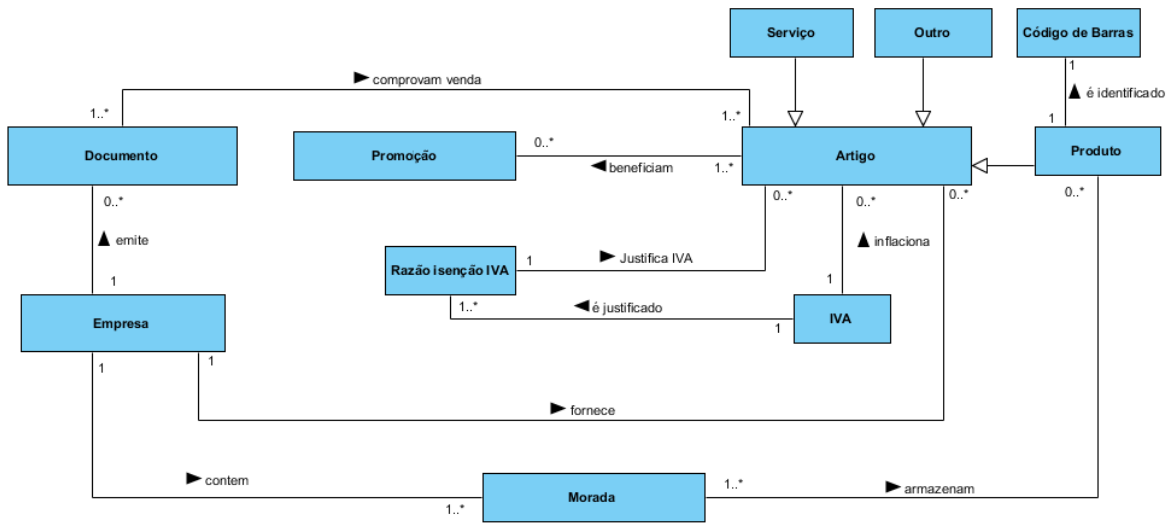 Serviço
Outro
Código de Barras
comprovam venda
1
é identificado
1..*
1..*
1
Documento
Promoção
0..*
beneficiam
1..*
Artigo
Produto
0..*
0..*
0..*
0..*
0..*
emite
inflaciona
Razão isenção IVA
1
Justifica IVA
1
1
1..*
é justificado
1
IVA
Empresa
1
1
fornece
contem
1..*
Morada
1..*
armazenam